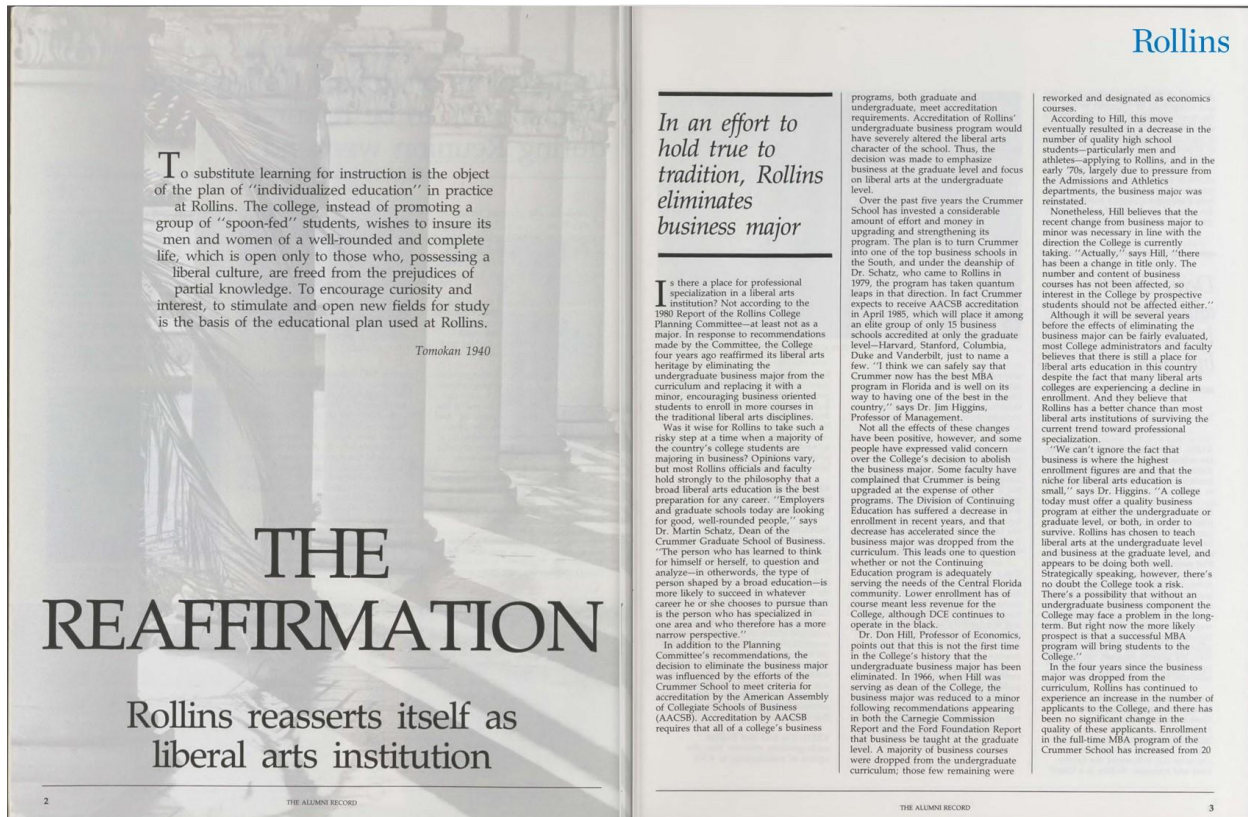 To substitute learning for instruction is the object
of the plan of "individualized education" in practice
at Rollins. The college, instead of promoting a
group of "spoon-fed" students, wishes to insure its
men and women of a well-rounded and complete
life, which is open only to those who, possessing a
liberal culture, are freed from the prejudices of
partial knowledge. To encourage curiosity and
interest, to stimulate and open new fields for study
is the basis of the educational plan used at Rollins.
Tomokan 1940
THE
REAFFIRMATION
Rollins reasserts itself as
liberal arts institution
2
THE ALUMNI RECORD
Rollins
In an effort to
hold true to
tradition, Rollins
eliminates
business major
Is there a place for professional
specialization in a liberal arts
institution? Not according to the
1980 Report of the Rollins College
Planning Committee—at least not as a
major. In response to recommendations
made by the Committee, the College
four years ago reaffirmed its liberal arts
heritage by eliminating the
undergraduate business major from the
curriculum and replacing it with a
minor, encouraging business oriented
students to enroll in more courses in
the traditional liberal arts disciplines.
Was it wise for Rollins to take such a
risky step at a time when a majority of
the country's college students are
majoring in business? Opinions vary,
but most Rollins officials and faculty
hold strongly to the philosophy that a
broad liberal arts education is the best
preparation for any career. "Employers
and graduate schools today are looking
for good, well-rounded people," says
Dr. Martin Schatz, Dean of the
Crummer Graduate School of Business.
"The person who has learned to think
for himself or herself, to question and
analyze—in otherwords, the type of
person shaped by a broad education—is
more likely to succeed in whatever
career he or she chooses to pursue than
is the person who has specialized in
one area and who therefore has a more
narrow perspective."
In addition to the Planning
Committee's recommendations, the
decision to eliminate the business major
was influenced by the efforts of the
Crummer School to meet criteria for
accreditation by the American Assembly
of Collegiate Schools of Business
(AACSB). Accreditation by AACSB
requires that all of a college's business
programs, both graduate and
undergraduate, meet accreditation
requirements. Accreditation of Rollins'
undergraduate business program would
have severely altered the liberal arts
character of the school. Thus, the
decision was made to emphasize
business at the graduate level and focus
on liberal arts at the undergraduate
level.
Over the past five years the Crummer
School has invested a considerable
amount of effort and money in
upgrading and strengthening its
program. The plan is to turn Crummer
into one of the top business schools in
the South, and under the deanship of
Dr. Schatz, who came to Rollins in
1979, the program has taken quantum
leaps in that direction. In fact Crummer
expects to receive AACSB accreditation
in April 1985, which will place it among
an elite group of only 15 business
schools accredited at only the graduate
level—Harvard, Stanford, Columbia,
Duke and Vanderbilt, just to name a
few. "I think we can safely say that
Crummer now has the best MBA
program in Florida and is well on its
way to having one of the best in the
country," says Dr. Jim Higgins,
Professor of Management.
Not all the effects of these changes
have been positive, however, and some
people have expressed valid concern
over the College's decision to abolish
the business major. Some faculty have
complained that Crummer is being
upgraded at the expense of other
programs. The Division of Continuing
Education has suffered a decrease in
enrollment in recent years, and that
decrease has accelerated since the
business major was dropped from the
curriculum. This leads one to question
whether or not the Continuing
Education program is adequately
serving the needs of the Central Florida
community. Lower enrollment has of
course meant less revenue for the
College, although DCE continues to
operate in the black.
Dr. Don Hill, Professor of Economics,
points out that this is not the first time
in the College's history that the
undergraduate business major has been
eliminated. In 1966, when Hill was
serving as dean of the College, the
business major was reduced to a minor
following recommendations appearing
in both the Carnegie Commission
Report and the Ford Foundation Report
that business be taught at the graduate
level. A majority of business courses
were dropped from the undergraduate
curriculum; those few remaining were
reworked and designated as economics
courses.
According to Hill, this move
eventually resulted in a decrease in the
number of quality high school
students—particularly men and
athletes—applying to Rollins, and in the
early '70s, largely due to pressure from
the Admissions and Athletics
departments, the business major was
reinstated.
Nonetheless, Hill believes that the
recent change from business major to
minor was necessary in line with the
direction the College is currently
taking. "Actually," says Hill, "there
has been a change in title only. The
number and content of business
courses has not been affected, so
interest in the College by prospective
students should not be affected either."
Although it will be several years
before the effects of eliminating the
business major can be fairly evaluated,
most College administrators and faculty
believes that there is still a place for
liberal arts education in this country
despite the fact that many liberal arts
colleges are experiencing a decline in
enrollment. And they believe that
Rollins has a better chance than most
liberal arts institutions of surviving the
current trend toward professional
specialization.
"We can't ignore the fact that
business is where the highest
enrollment figures are and that the
niche for liberal arts education is
small," says Dr. Higgins. "A college
today must offer a quality business
program at either the undergraduate or
graduate level, or both, in order to
survive. Rollins has chosen to teach
liberal arts at the undergraduate level
and business at the graduate level, and
appears to be doing both well.
Strategically speaking, however, there's
no doubt the College took a risk.
There's a possibility that without an
undergraduate business component the
College may face a problem in the long-
term. But right now the more likely
prospect is that a successful MBA
program will bring students to the
College."
In the four years since the business
major was dropped from the
curriculum, Rollins has continued to
experience an increase in the number of
applicants to the College, and there has
been no significant change in the
quality of these applicants. Enrollment
in the full-time MBA program of the
Crummer School has increased from 20
THE ALUMNI RECORD
3